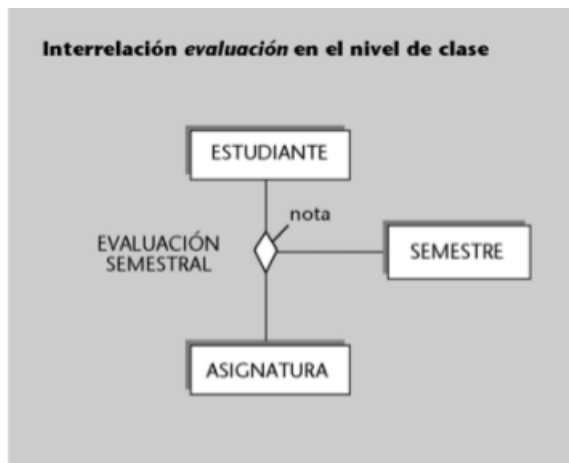 Interrelación evaluación en el nivel de clase
ESTUDIANTE
nota
EVALUACIÓN
SEMESTRAL
SEMESTRE
ASIGNATURA